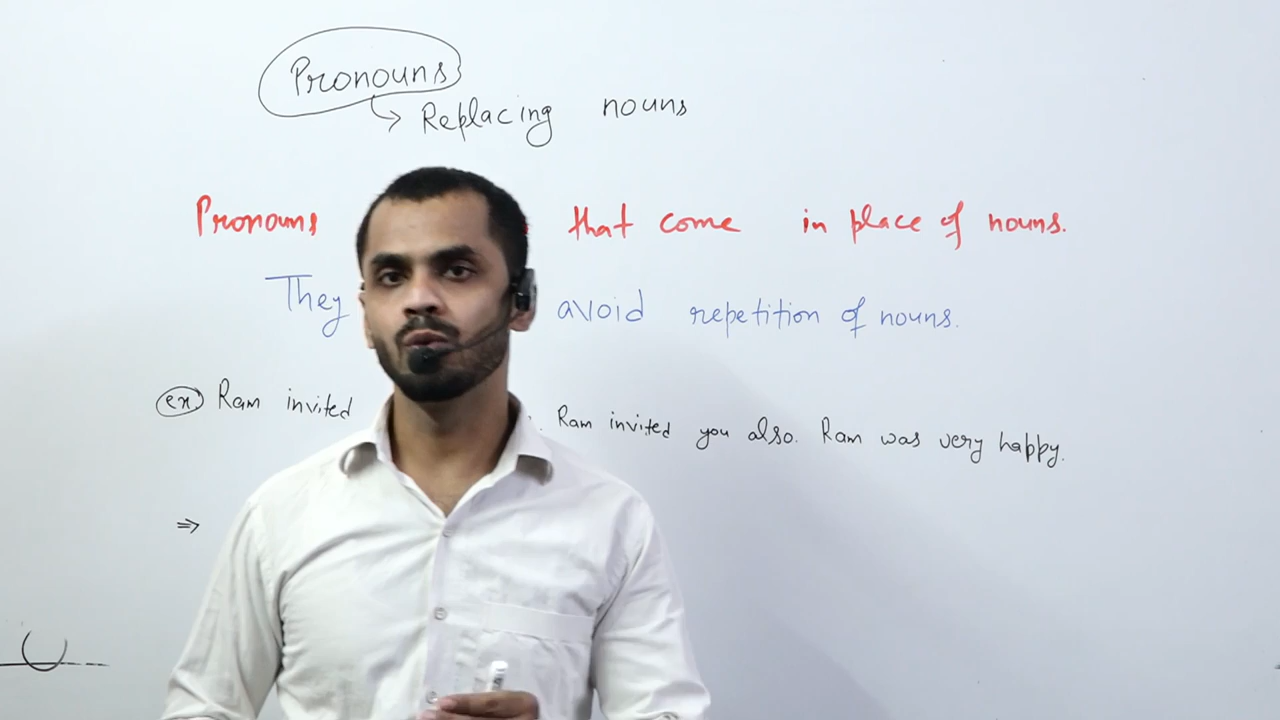 Pronouns
Replacing nouns
Pronouns that come in place of nouns.
They avoid repetition of nouns.
ex Ram invited . Ram invited you also. Ram was very happy.
⇒